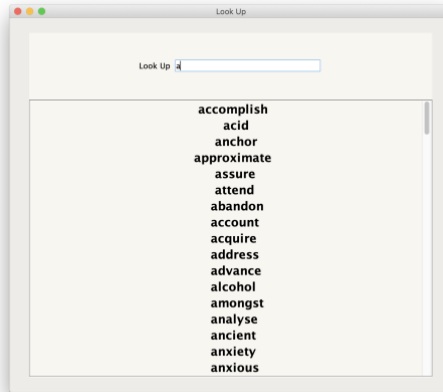 Look Up
Look Up a
accomplish
acid
anchor
approximate
assure
attend
abandon
account
acquire
address
advance
alcohol
amongst
analyse
ancient
anxiety
anxious